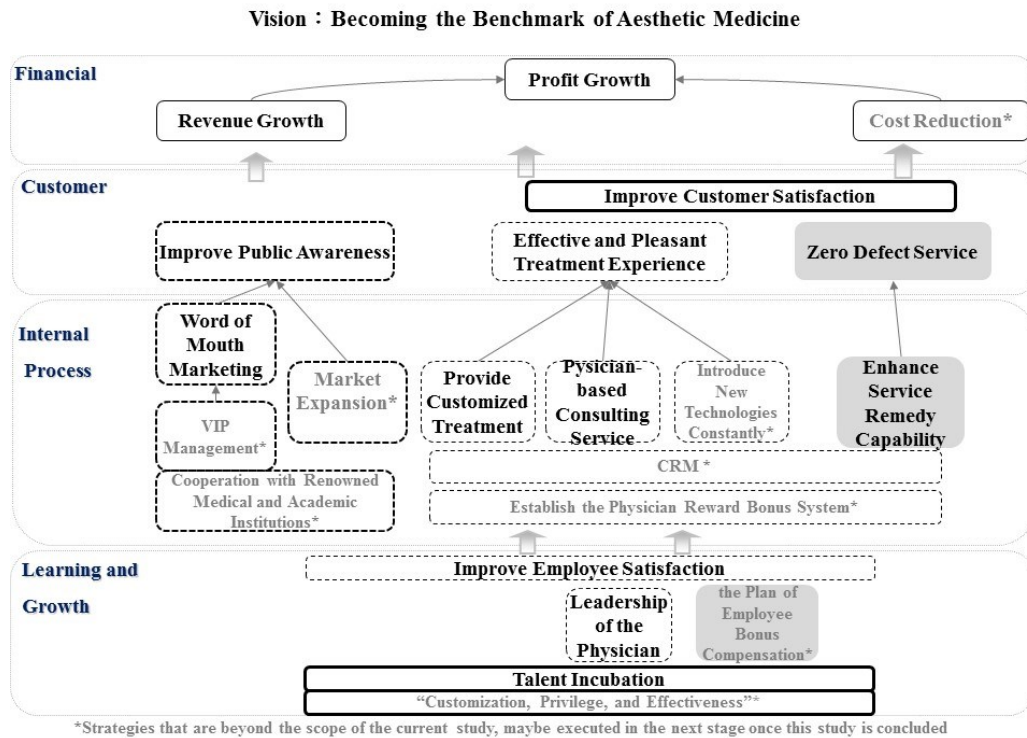 Vision：Becoming the Benchmark of Aesthetic Medicine
Financial
Profit Growth
Revenue Growth
Cost Reduction*
Customer
Improve Customer Satisfaction
Improve Public Awareness
Effective and Pleasant
Treatment Experience
Zero Defect Service
Internal
Process
Word of
Mouth
Marketing
Market
Expansion*
Provide
Customized
Treatment
Pysician-
based
Consulting
Service
Introduce
New
Technologies
Constantly*
Enhance
Service
Remedy
Capability
VIP
Management*
CRM *
Cooperation with Renowned
Medical and Academic
Institutions*
Establish the Physician Reward Bonus System*
Learning and
Growth
Improve Employee Satisfaction
Leadership
of the
Physician
the Plan of
Employee
Bonus
Compensation*
Talent Incubation
“Customization, Privilege, and Effectiveness”*
*Strategies that are beyond the scope of the current study, maybe executed in the next stage once this study is concluded